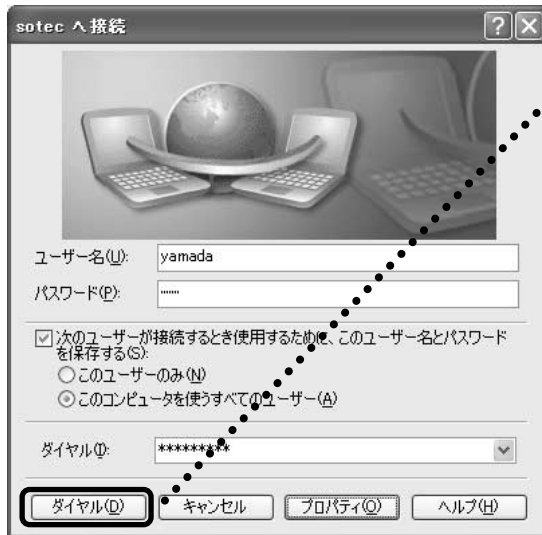 sotec へ接続
ユーザー名(U): yamada
パスワード(P): ••••••
次のユーザーが接続するとき使用するために、このユーザー名とパスワード
を保存する(S):
このユーザーのみ(N)
このコンピュータを使うすべてのユーザー(A)
ダイヤル(I): *********
ダイヤル(D) キャンセル プロパティ(O) ヘルプ(H)